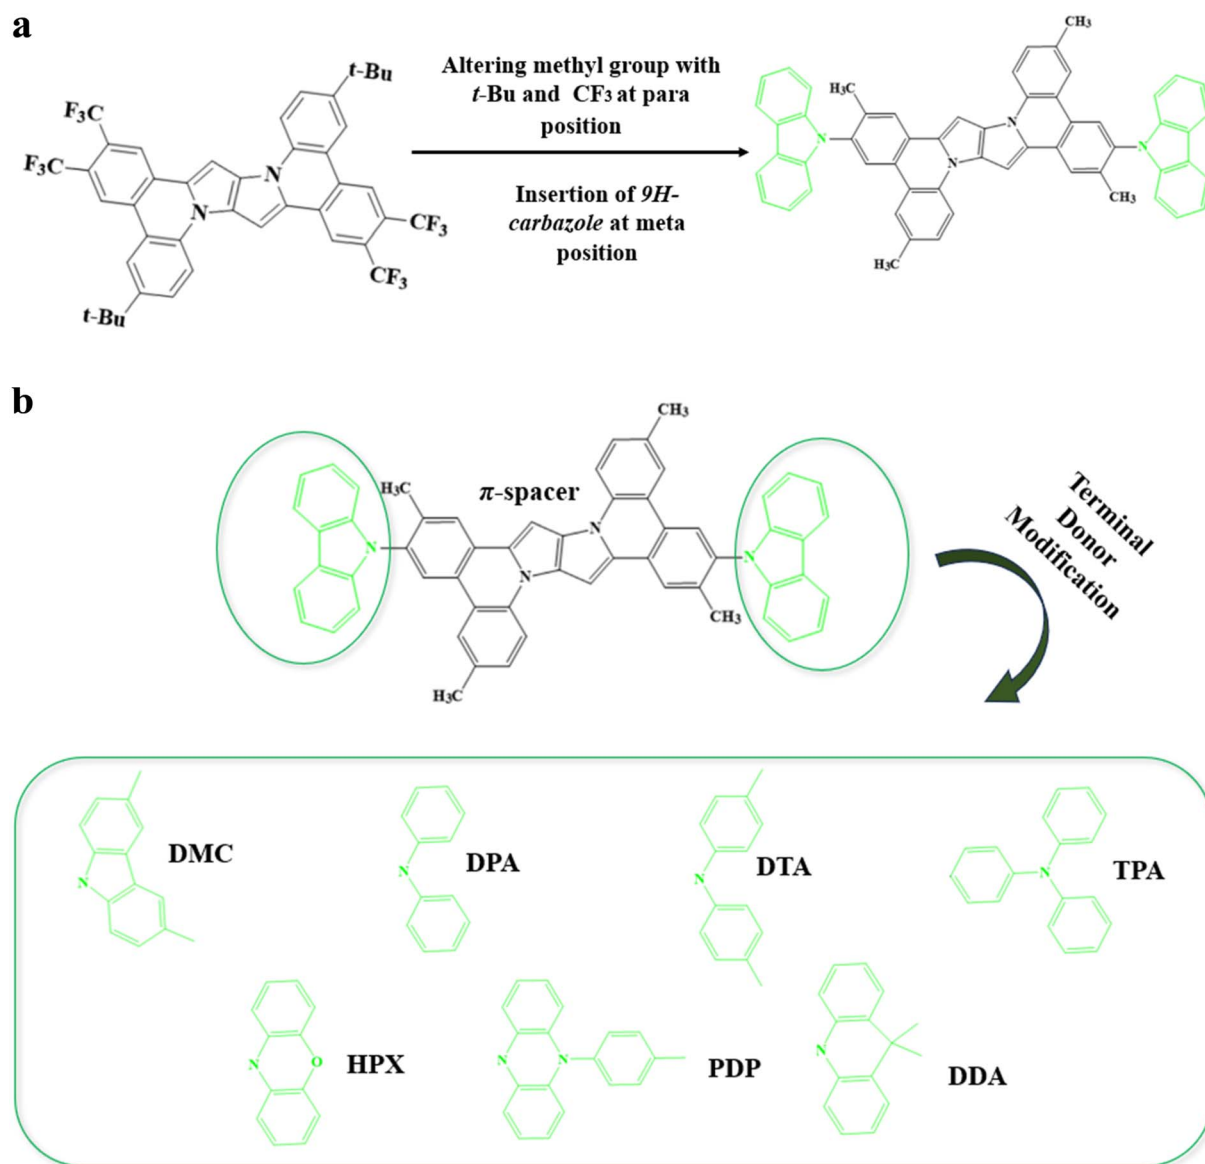 a
Altering methyl group with
t-Bu and CF3 at para
position
Insertion of 9H-
carbazole at meta
position
t-Bu
F3C
F3C
N
N
CF3
CF3
t-Bu
CH3
H3C
N
N
N
N
CH3
H3C
b
CH3
H3C
π-spacer
N
N
N
N
CH3
H3C
Terminal
Donor
Modification
N
DMC
N
DPA
N
DTA
N
TPA
N
O
HPX
N
N
PDP
N
DDA